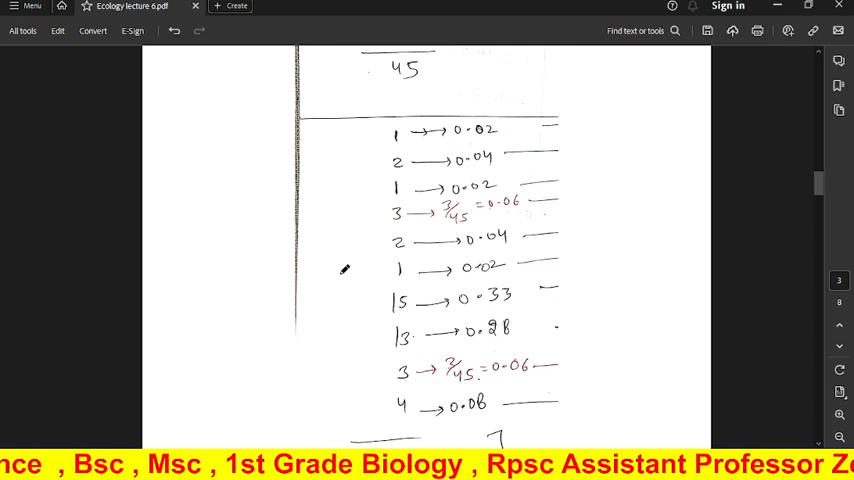 Ecology lecture 6.pdf
Create
Sign in
Menu
All tools Edit Convert E-Sign
Find text or tools
45
1 → 0.02
2 → 0.04
1 → 0.02
3 → 3/45 = 0.06
2 → 0.04
1 → 0.02
15 → 0.33
13 → 0.28
3 → 3/45 = 0.06
4 → 0.08
3
8
nce , Bsc , Msc , 1st Grade Biology , Rpsc Assistant Professor Zo